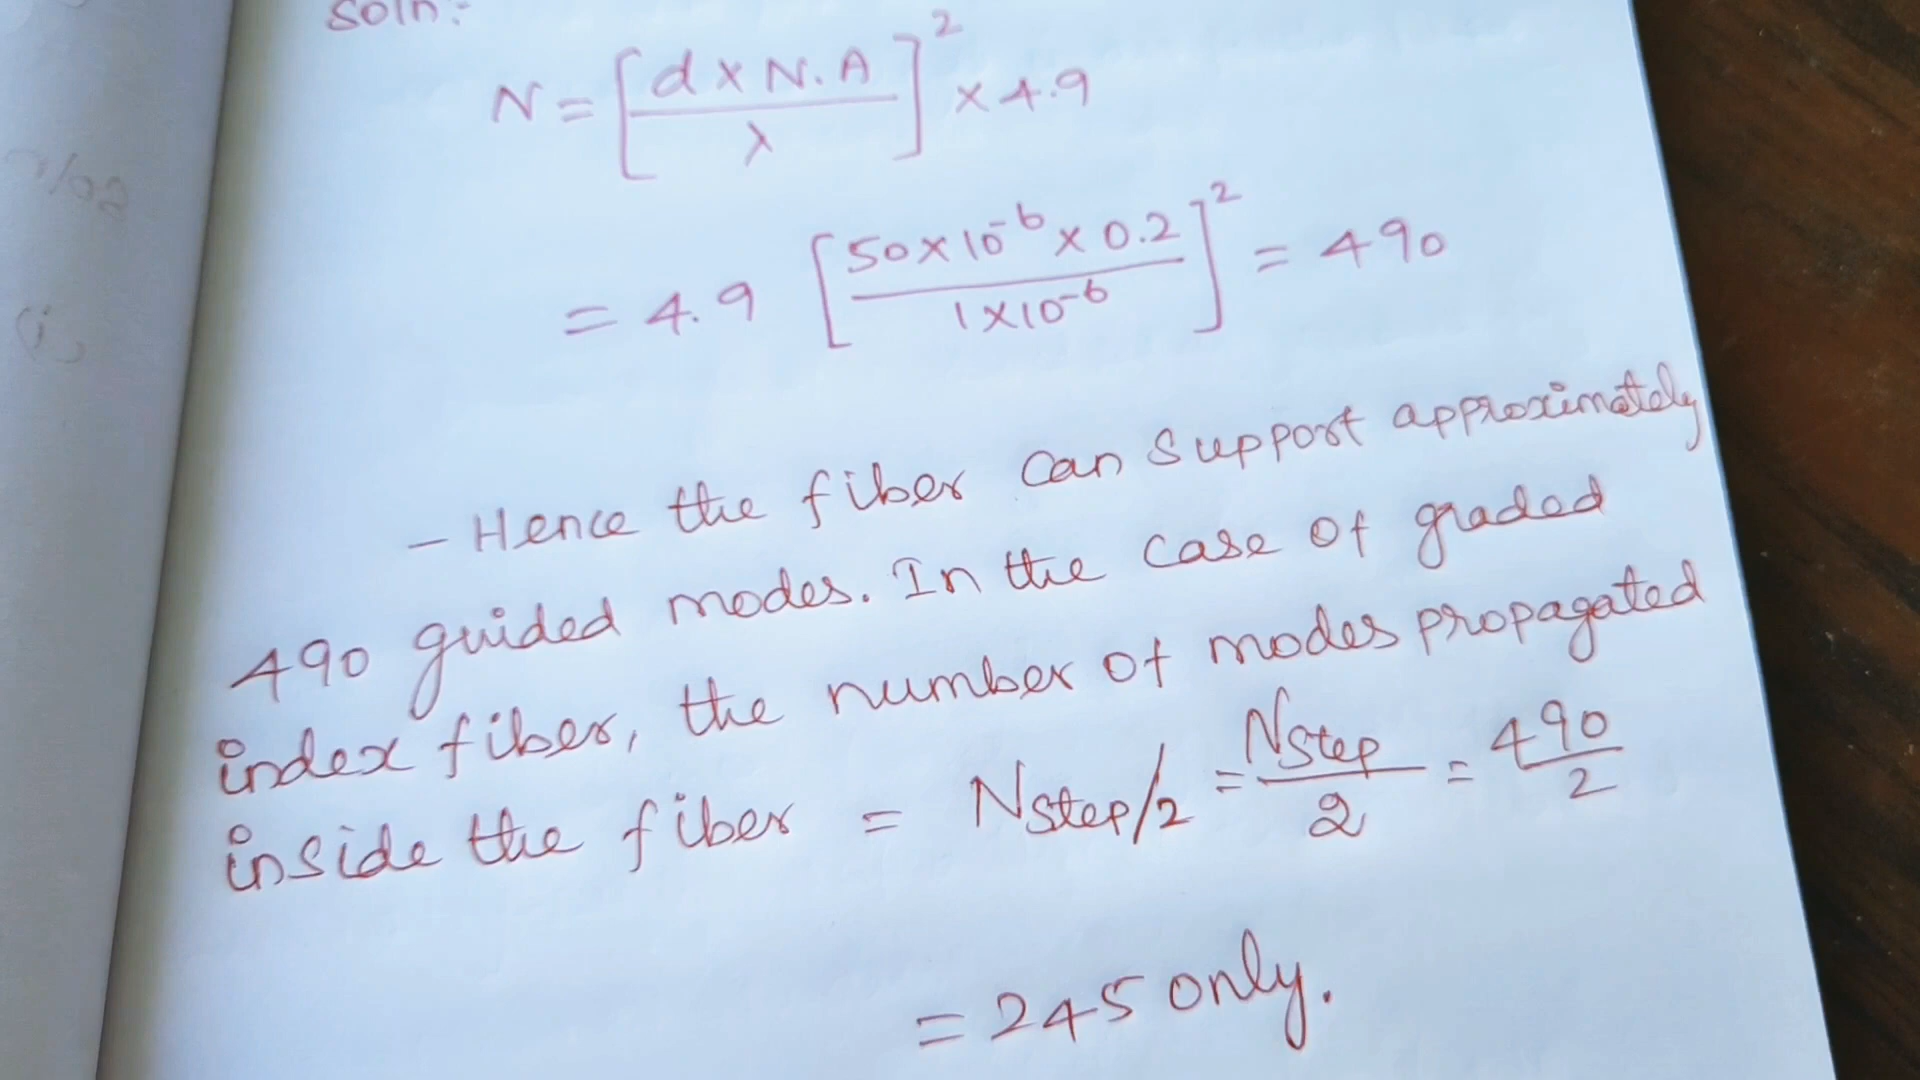 Soln:-
N = [d x N.A / λ]² x 4.9
= 4.9 [50x10⁻⁶ x 0.2 / 1x10⁻⁶]² = 490
- Hence the fiber can support approximately
490 guided modes. In the case of graded
index fiber, the number of modes propagated
inside the fiber = Nstep/2 = Nstep/2 = 490/2
= 245 only.